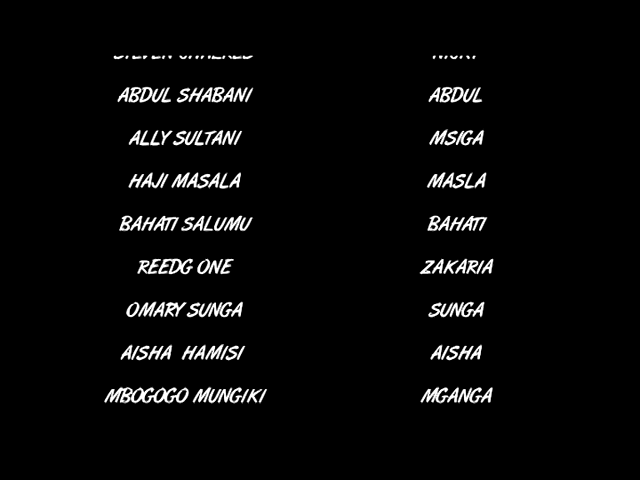 ABDUL SHABANI ABDUL
ALLY SULTANI MSIGA
HAJI MASALA MASLA
BAHATI SALUMU BAHATI
REEDG ONE ZAKARIA
OMARY SUNGA SUNGA
AISHA HAMISI AISHA
MBOGOGO MUNGIKI MGANGA